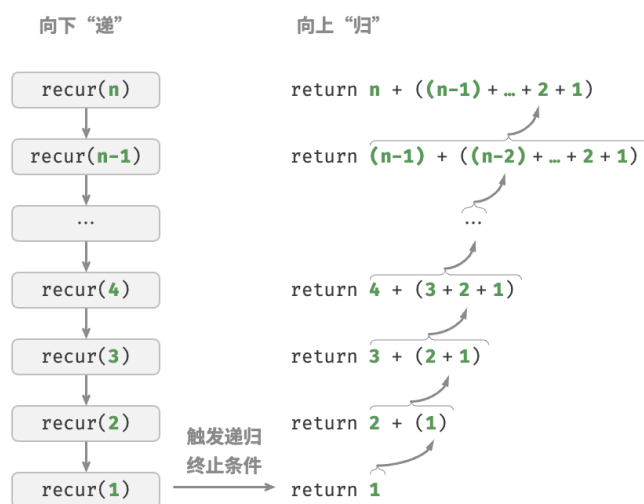 向下“递”
向上“归”
recur(n)
return n + ((n-1) + … + 2 + 1)
recur(n-1)
return (n-1) + ((n-2) + … + 2 + 1)
…
…
recur(4)
return 4 + (3 + 2 + 1)
recur(3)
return 3 + (2 + 1)
recur(2)
return 2 + (1)
触发递归
终止条件
recur(1)
return 1